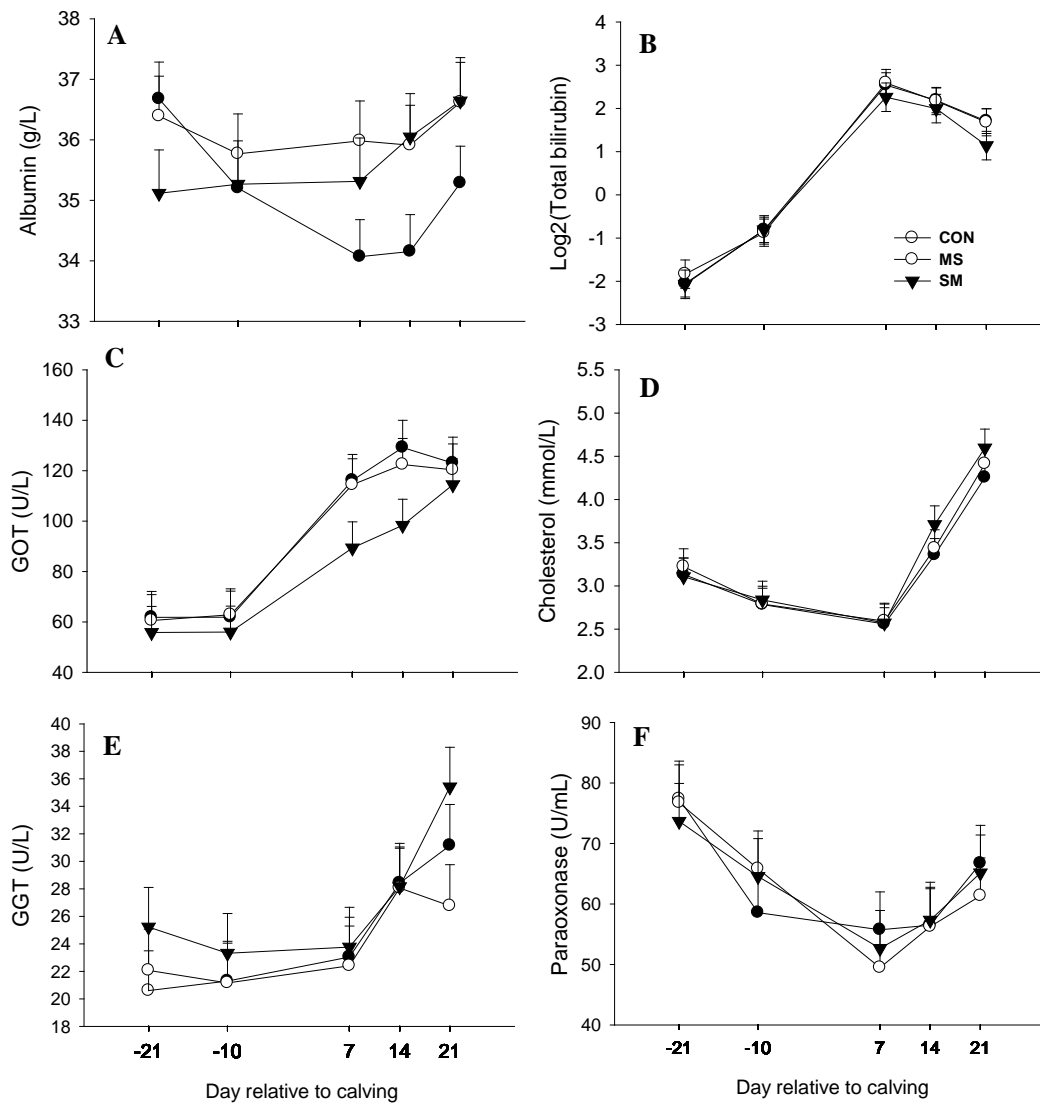 A
Albumin (g/L)
38
37
36
35
34
33
B
Log2(Total bilirubin)
4
3
2
1
0
-1
-2
-3
CON
MS
SM
C
GOT (U/L)
160
140
120
100
80
60
40
D
Cholesterol (mmol/L)
5.5
5.0
4.5
4.0
3.5
3.0
2.5
2.0
E
GGT (U/L)
40
38
36
34
32
30
28
26
24
22
20
18
-21 -10 7 14 21
Day relative to calving
F
Paraoxonase (U/mL)
90
80
70
60
50
40
-21 -10 7 14 21
Day relative to calving